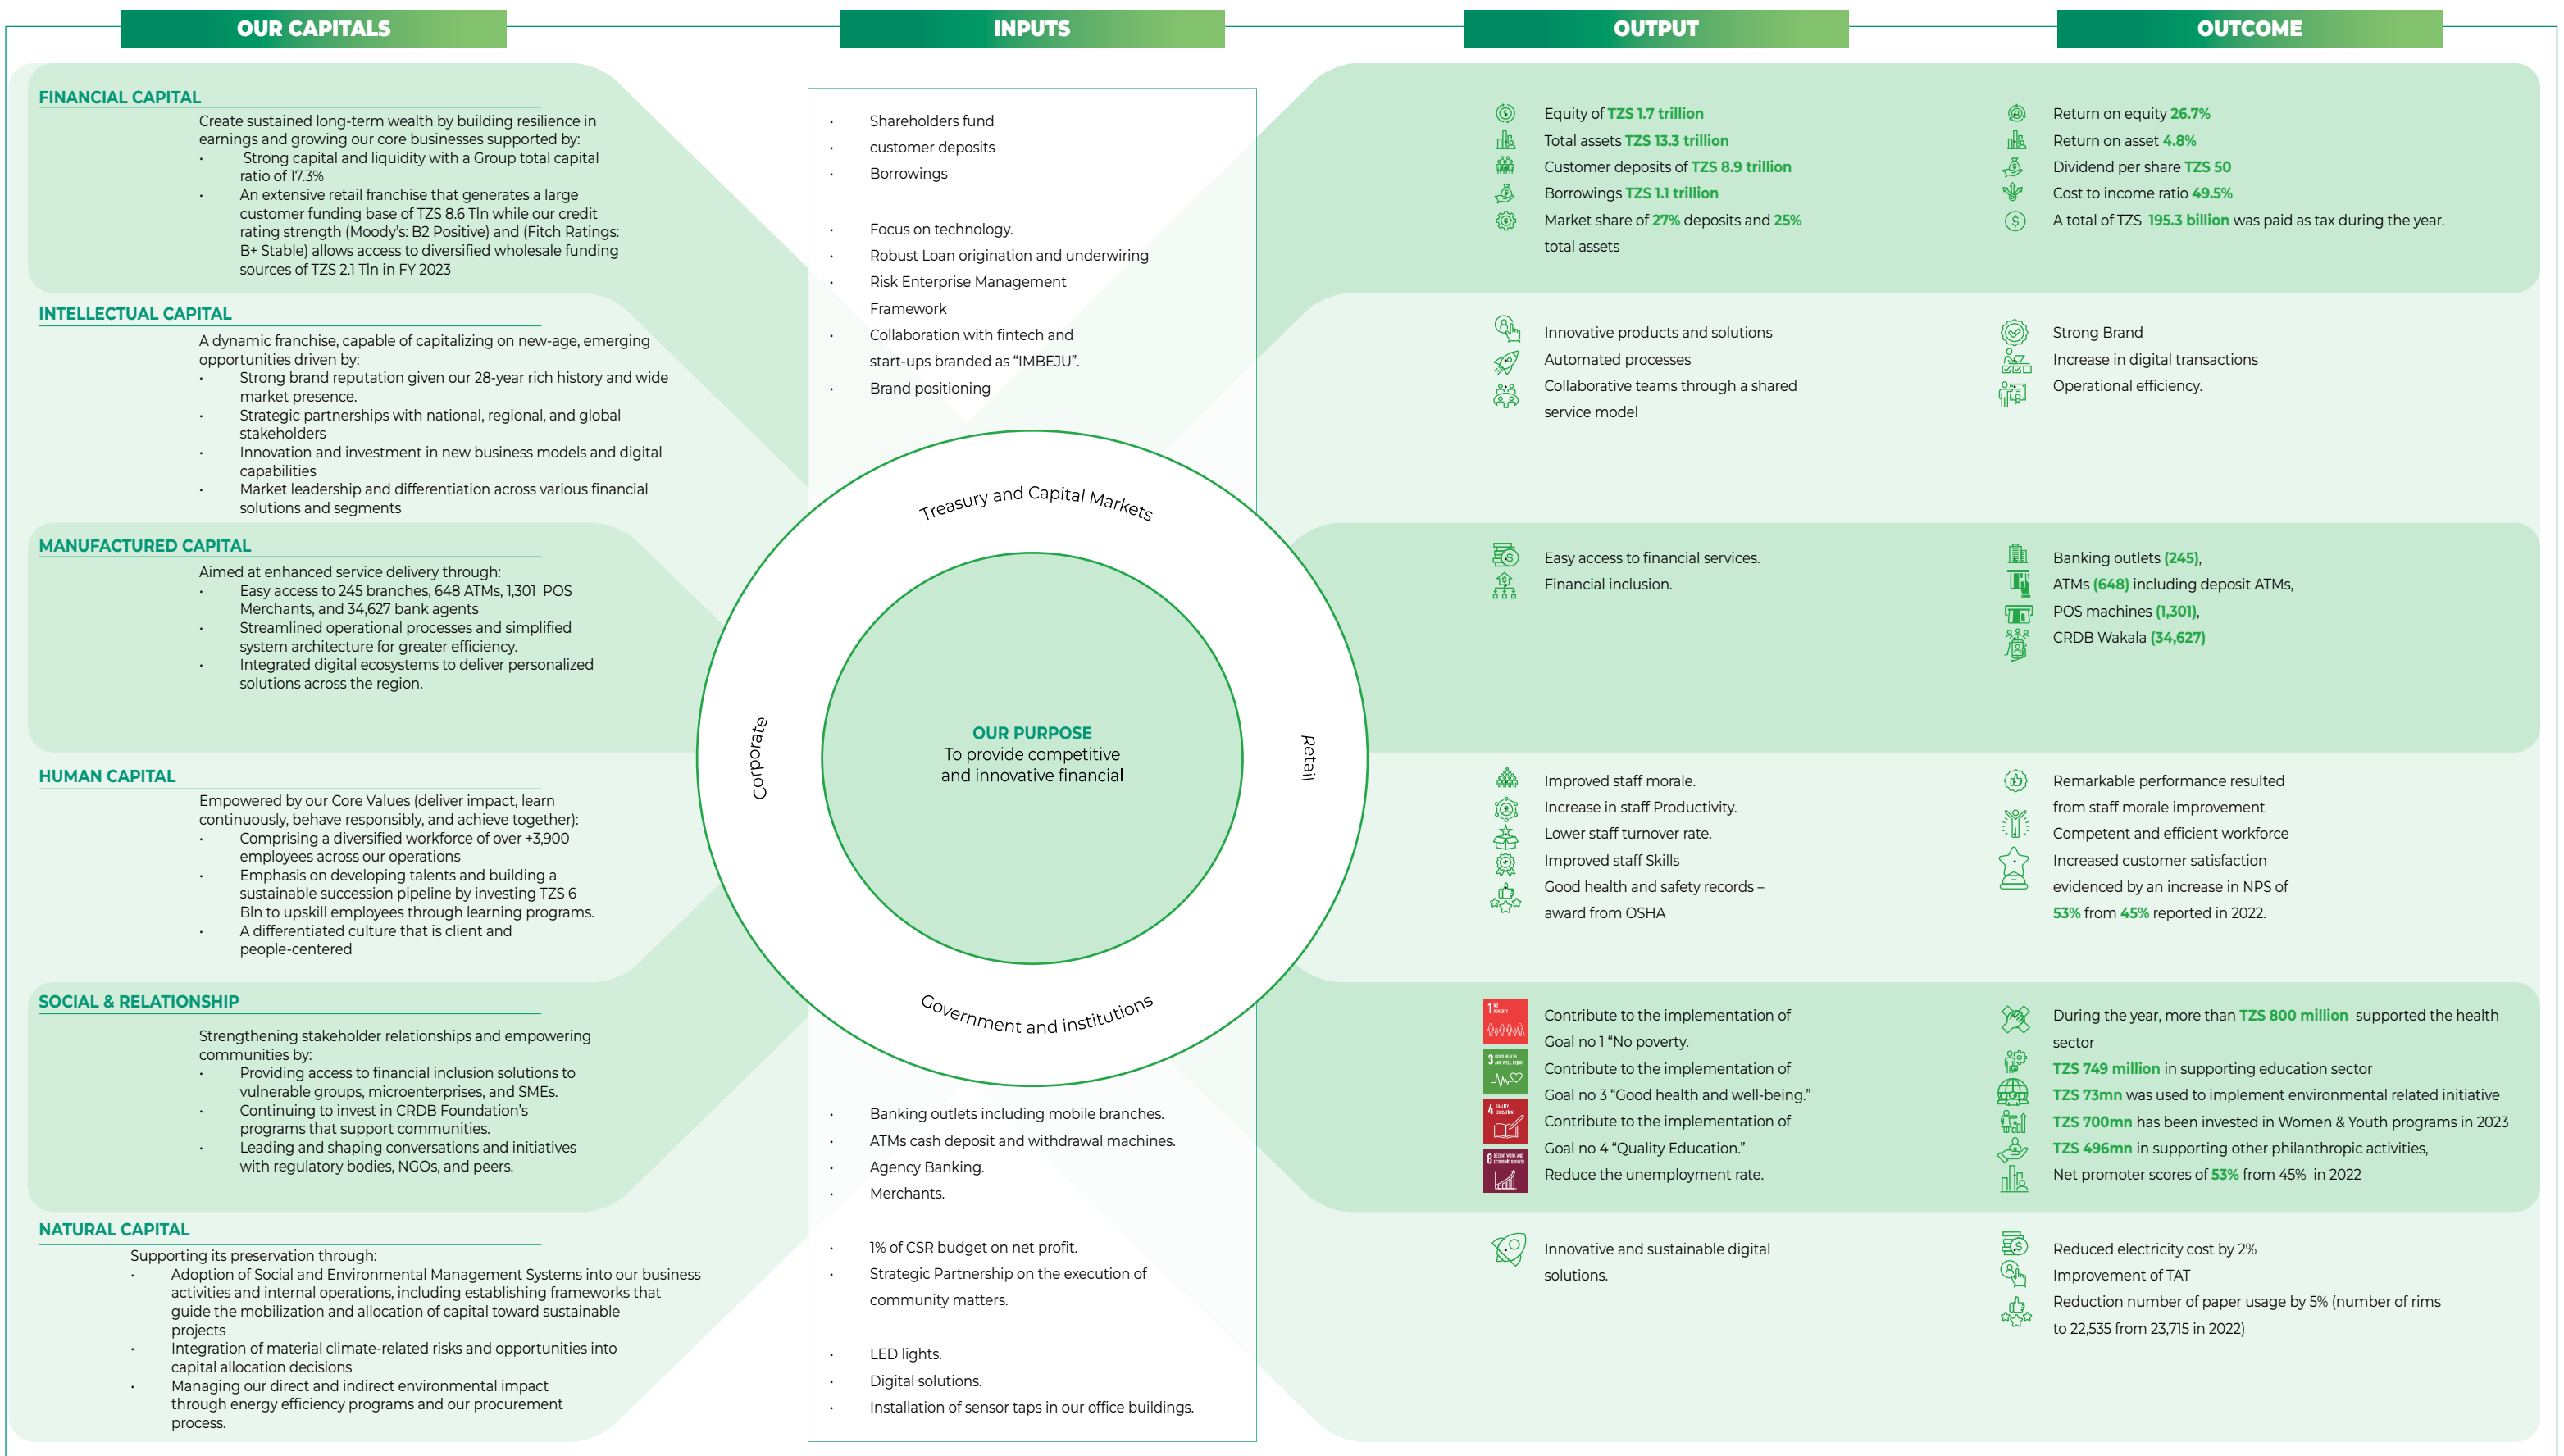 OUR CAPITALS
INPUTS
OUTPUT
OUTCOME
FINANCIAL CAPITAL
Create sustained long-term wealth by building resilience in
earnings and growing our core businesses supported by:
· Strong capital and liquidity with a Group total capital
ratio of 17.3%
· An extensive retail franchise that generates a large
customer funding base of TZS 8.6 Tln while our credit
rating strength (Moody's: B2 Positive) and (Fitch Ratings:
B+ Stable) allows access to diversified wholesale funding
sources of TZS 2.1 Tln in FY 2023
INTELLECTUAL CAPITAL
A dynamic franchise, capable of capitalizing on new-age, emerging
opportunities driven by:
· Strong brand reputation given our 28-year rich history and wide
market presence.
· Strategic partnerships with national, regional, and global
stakeholders
· Innovation and investment in new business models and digital
capabilities
· Market leadership and differentiation across various financial
solutions and segments
MANUFACTURED CAPITAL
Aimed at enhanced service delivery through:
· Easy access to 245 branches, 648 ATMs, 1,301 POS
Merchants, and 34,627 bank agents
· Streamlined operational processes and simplified
system architecture for greater efficiency.
· Integrated digital ecosystems to deliver personalized
solutions across the region.
HUMAN CAPITAL
Empowered by our Core Values (deliver impact, learn
continuously, behave responsibly, and achieve together):
· Comprising a diversified workforce of over +3,900
employees across our operations
· Emphasis on developing talents and building a
sustainable succession pipeline by investing TZS 6
Bln to upskill employees through learning programs.
· A differentiated culture that is client and
people-centered
SOCIAL & RELATIONSHIP
Strengthening stakeholder relationships and empowering
communities by:
· Providing access to financial inclusion solutions to
vulnerable groups, microenterprises, and SMEs.
· Continuing to invest in CRDB Foundation's
programs that support communities.
· Leading and shaping conversations and initiatives
with regulatory bodies, NGOs, and peers.
NATURAL CAPITAL
Supporting its preservation through:
· Adoption of Social and Environmental Management Systems into our business
activities and internal operations, including establishing frameworks that
guide the mobilization and allocation of capital toward sustainable
projects
· Integration of material climate-related risks and opportunities into
capital allocation decisions
· Managing our direct and indirect environmental impact
through energy efficiency programs and our procurement
process.
· Shareholders fund
· customer deposits
· Borrowings
· Focus on technology.
· Robust Loan origination and underwiring
· Risk Enterprise Management
Framework
· Collaboration with fintech and
start-ups branded as “IMBEJU”.
· Brand positioning
Treasury and Capital Markets
Corporate
Retail
Government and institutions
OUR PURPOSE
To provide competitive
and innovative financial
· Banking outlets including mobile branches.
· ATMs cash deposit and withdrawal machines.
· Agency Banking.
· Merchants.
· 1% of CSR budget on net profit.
· Strategic Partnership on the execution of
community matters.
· LED lights.
· Digital solutions.
· Installation of sensor taps in our office buildings.
Equity of TZS 1.7 trillion
Total assets TZS 13.3 trillion
Customer deposits of TZS 8.9 trillion
Borrowings TZS 1.1 trillion
Market share of 27% deposits and 25%
total assets
Innovative products and solutions
Automated processes
Collaborative teams through a shared
service model
Easy access to financial services.
Financial inclusion.
Improved staff morale.
Increase in staff Productivity.
Lower staff turnover rate.
Improved staff Skills
Good health and safety records –
award from OSHA
1 NO POVERTY
Contribute to the implementation of
Goal no 1 “No poverty.
3 GOOD HEALTH AND WELL-BEING
Contribute to the implementation of
Goal no 3 “Good health and well-being.”
4 QUALITY EDUCATION
Contribute to the implementation of
Goal no 4 “Quality Education.”
8 DECENT WORK AND ECONOMIC GROWTH
Reduce the unemployment rate.
Innovative and sustainable digital
solutions.
Return on equity 26.7%
Return on asset 4.8%
Dividend per share TZS 50
Cost to income ratio 49.5%
A total of TZS 195.3 billion was paid as tax during the year.
Strong Brand
Increase in digital transactions
Operational efficiency.
Banking outlets (245),
ATMs (648) including deposit ATMs,
POS machines (1,301),
CRDB Wakala (34,627)
Remarkable performance resulted
from staff morale improvement
Competent and efficient workforce
Increased customer satisfaction
evidenced by an increase in NPS of
53% from 45% reported in 2022.
During the year, more than TZS 800 million supported the health
sector
TZS 749 million in supporting education sector
TZS 73mn was used to implement environmental related initiative
TZS 700mn has been invested in Women & Youth programs in 2023
TZS 496mn in supporting other philanthropic activities,
Net promoter scores of 53% from 45% in 2022
Reduced electricity cost by 2%
Improvement of TAT
Reduction number of paper usage by 5% (number of rims
to 22,535 from 23,715 in 2022)